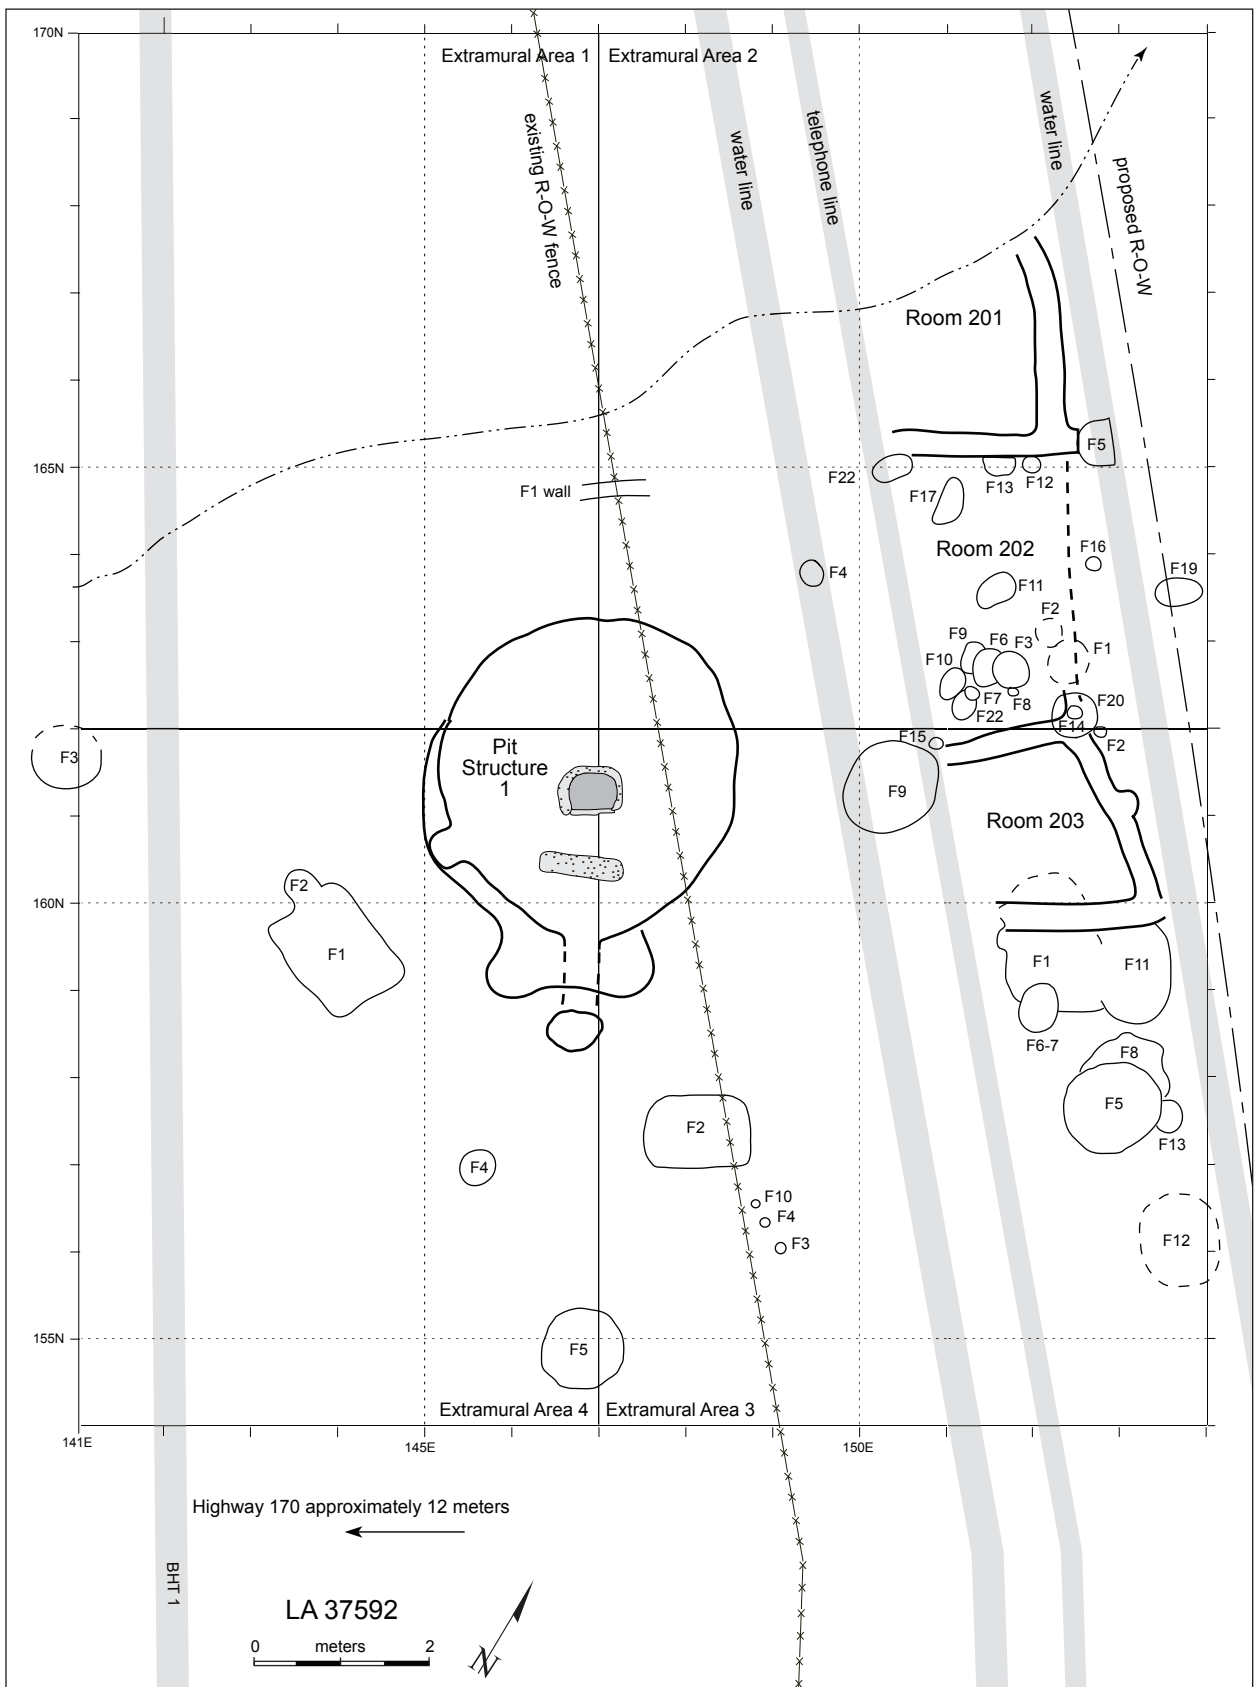 170N
Extramural Area 1
Extramural Area 2
existing R-O-W fence
water line
telephone line
water line
proposed R-O-W
Room 201
165N
F5
F22
F13
F12
F17
F1 wall
Room 202
F16
F4
F11
F19
F2
F9
F6
F3
F1
F10
F7
F8
F22
F20
F14
F15
F2
F3
Pit
Structure
1
F9
Room 203
F2
160N
F1
F1
F11
F6-7
F8
F5
F13
F2
F4
F10
F4
F3
F12
155N
F5
Extramural Area 4
Extramural Area 3
141E
145E
150E
Highway 170 approximately 12 meters
BHT 1
LA 37592
0 meters 2
N